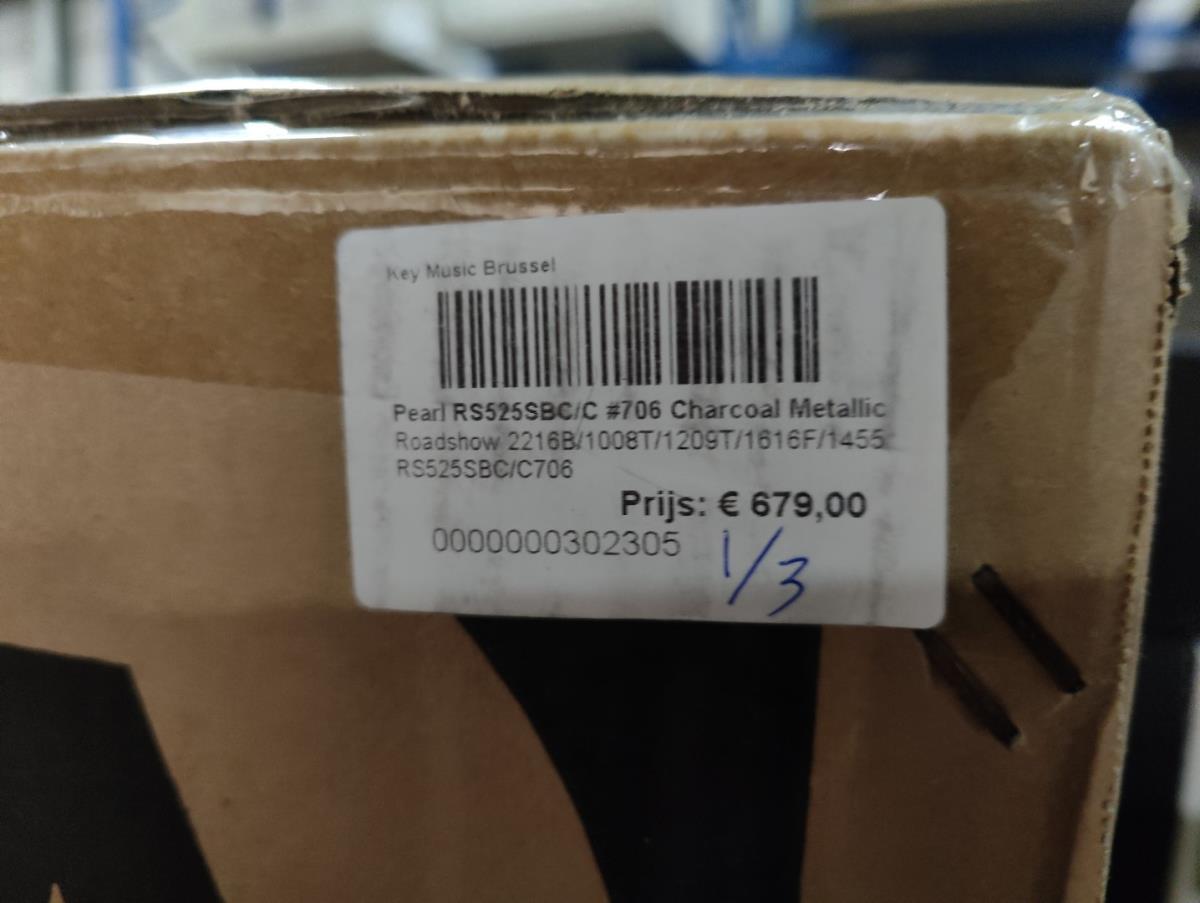 Key Music Brussel
Pearl RS525SBC/C #706 Charcoal Metallic
Roadshow 2216B/1008T/1209T/1616F/1455
RS525SBC/C706
Prijs: € 679,00
0000000302305
1/3